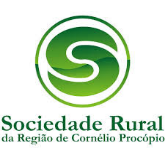 Sociedade Rural
da Região de Cornélio Procópio